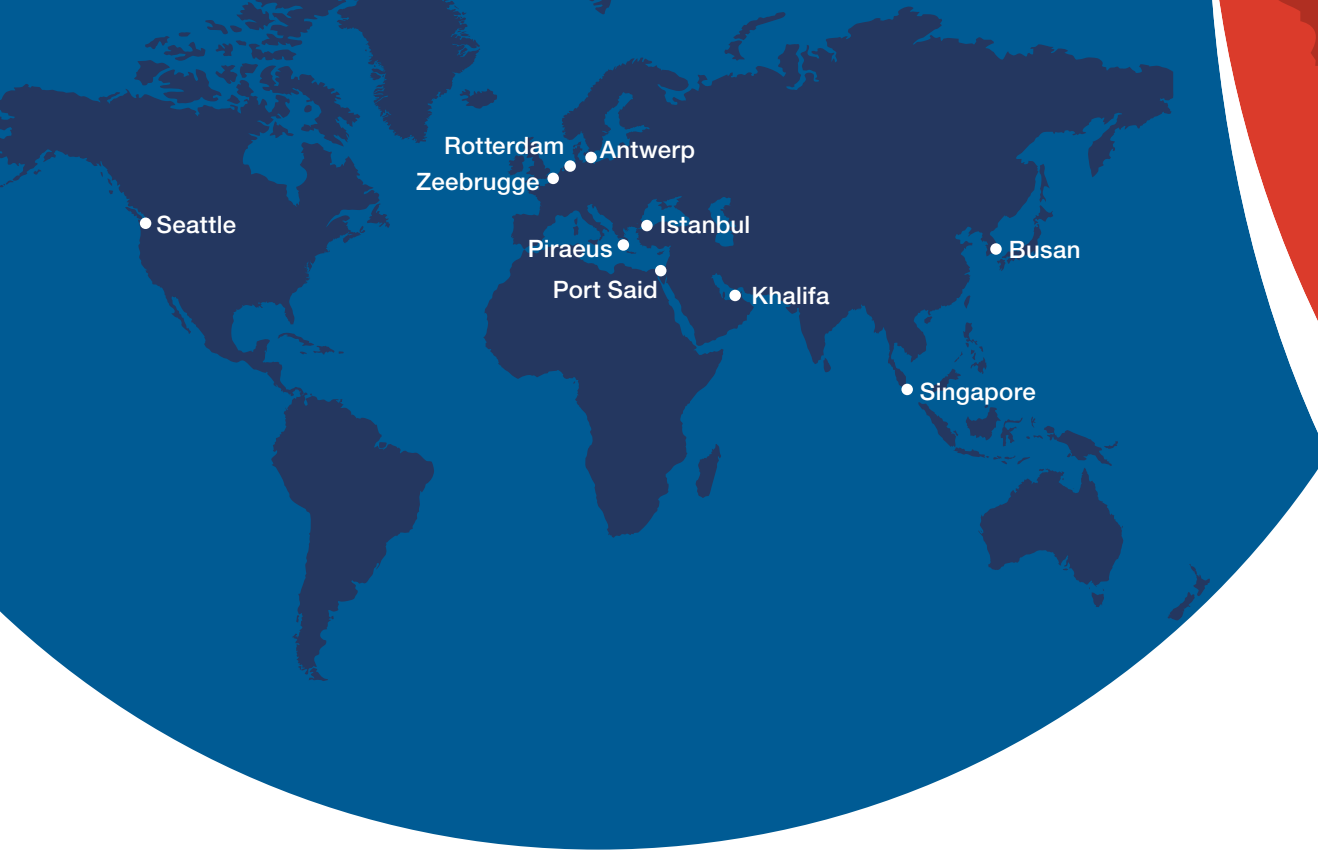 Rotterdam
Antwerp
Zeebrugge
Seattle
Istanbul
Piraeus
Busan
Port Said
Khalifa
Singapore